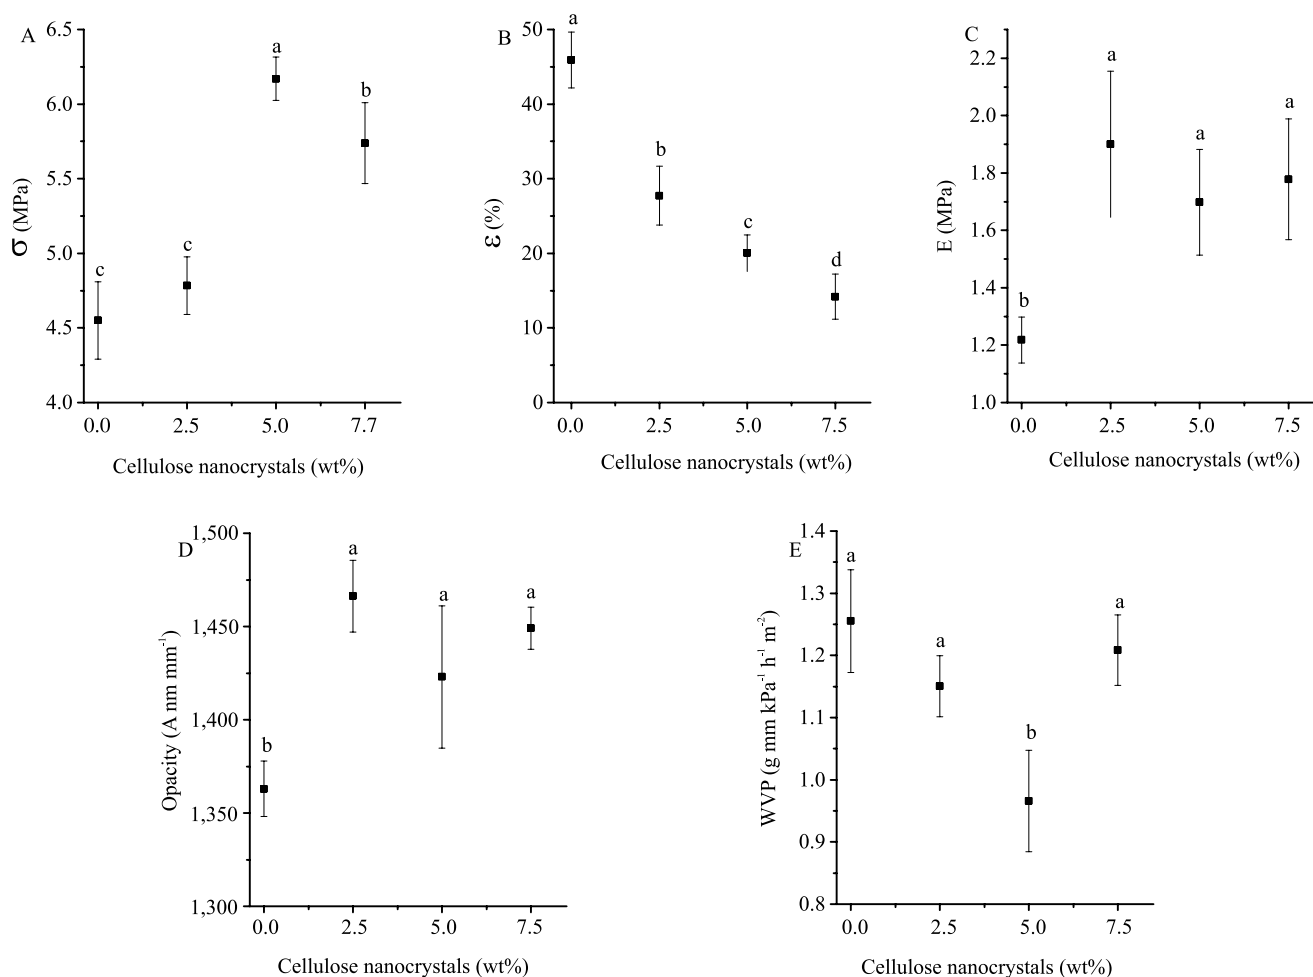 A
6.5
6.0
5.5
5.0
4.5
4.0
σ (MPa)
c
c
a
b
0.0 2.5 5.0 7.7
Cellulose nanocrystals (wt%)
B
50
40
30
20
10
0
ε (%)
a
b
c
d
0.0 2.5 5.0 7.5
Cellulose nanocrystals (wt%)
C
2.2
2.0
1.8
1.6
1.4
1.2
1.0
E (MPa)
b
a
a
a
0.0 2.5 5.0 7.5
Cellulose nanocrystals (wt%)
D
1,500
1,450
1,400
1,350
1,300
Opacity (A nm mm⁻¹)
b
a
a
a
0.0 2.5 5.0 7.5
Cellulose nanocrystals (wt%)
E
1.4
1.3
1.2
1.1
1.0
0.9
0.8
WVP (g mm kPa⁻¹ h⁻¹ m⁻²)
a
a
b
a
0.0 2.5 5.0 7.5
Cellulose nanocrystals (wt%)